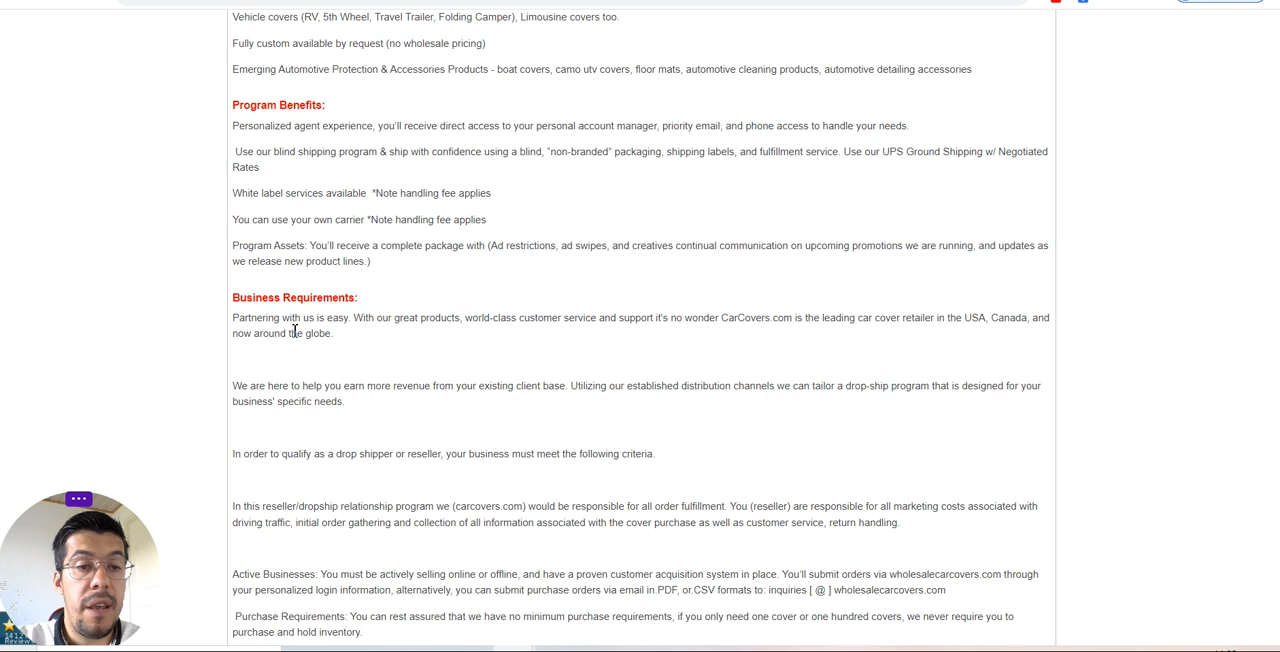 Vehicle covers (RV, 5th Wheel, Travel Trailer, Folding Camper), Limousine covers too.
Fully custom available by request (no wholesale pricing)
Emerging Automotive Protection & Accessories Products - boat covers, camo utv covers, floor mats, automotive cleaning products, automotive detailing accessories
Program Benefits:
Personalized agent experience, you’ll receive direct access to your personal account manager, priority email, and phone access to handle your needs.
Use our blind shipping program & ship with confidence using a blind, “non-branded” packaging, shipping labels, and fulfillment service. Use our UPS Ground Shipping w/ Negotiated
Rates
White label services available  *Note handling fee applies
You can use your own carrier *Note handling fee applies
Program Assets: You’ll receive a complete package with (Ad restrictions, ad swipes, and creatives continual communication on upcoming promotions we are running, and updates as
we release new product lines.)
Business Requirements:
Partnering with us is easy. With our great products, world-class customer service and support it's no wonder CarCovers.com is the leading car cover retailer in the USA, Canada, and
now around the globe.
We are here to help you earn more revenue from your existing client base. Utilizing our established distribution channels we can tailor a drop-ship program that is designed for your
business' specific needs.
In order to qualify as a drop shipper or reseller, your business must meet the following criteria.
In this reseller/dropship relationship program we (carcovers.com) would be responsible for all order fulfillment. You (reseller) are responsible for all marketing costs associated with
driving traffic, initial order gathering and collection of all information associated with the cover purchase as well as customer service, return handling.
Active Businesses: You must be actively selling online or offline, and have a proven customer acquisition system in place. You’ll submit orders via wholesalecarcovers.com through
your personalized login information, alternatively, you can submit purchase orders via email in.PDF, or.CSV formats to: inquiries [ @ ] wholesalecarcovers.com
Purchase Requirements: You can rest assured that we have no minimum purchase requirements, if you only need one cover or one hundred covers, we never require you to
purchase and hold inventory.